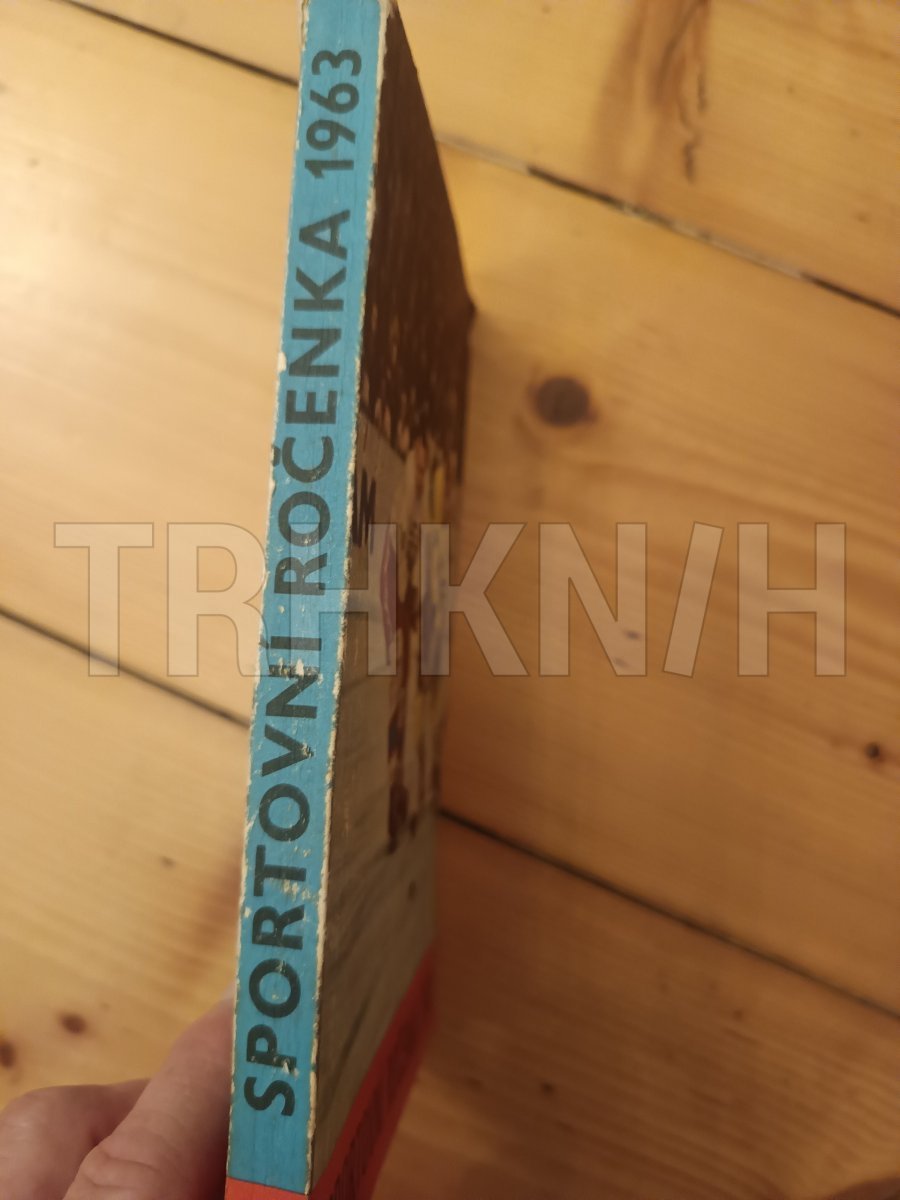 SPORTOVNÍ ROČENKA 1963
TRHKNIH